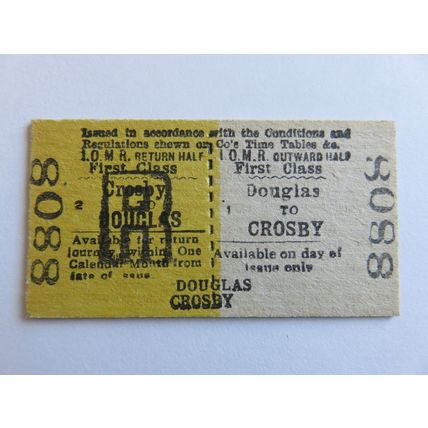 Issued in accordance with the Conditions and
Regulations shown on Co's Time Tables &c.
I.O.M.R. RETURN HALF
First Class
Crosby
2
DOUGLAS
R
Available for return
journey within One
Calendar Month from
date of issue
8808
I.O.M.R. OUTWARD HALF
First Class
Douglas
1 TO
CROSBY
Available on day of
issue only
8808
DOUGLAS
CROSBY